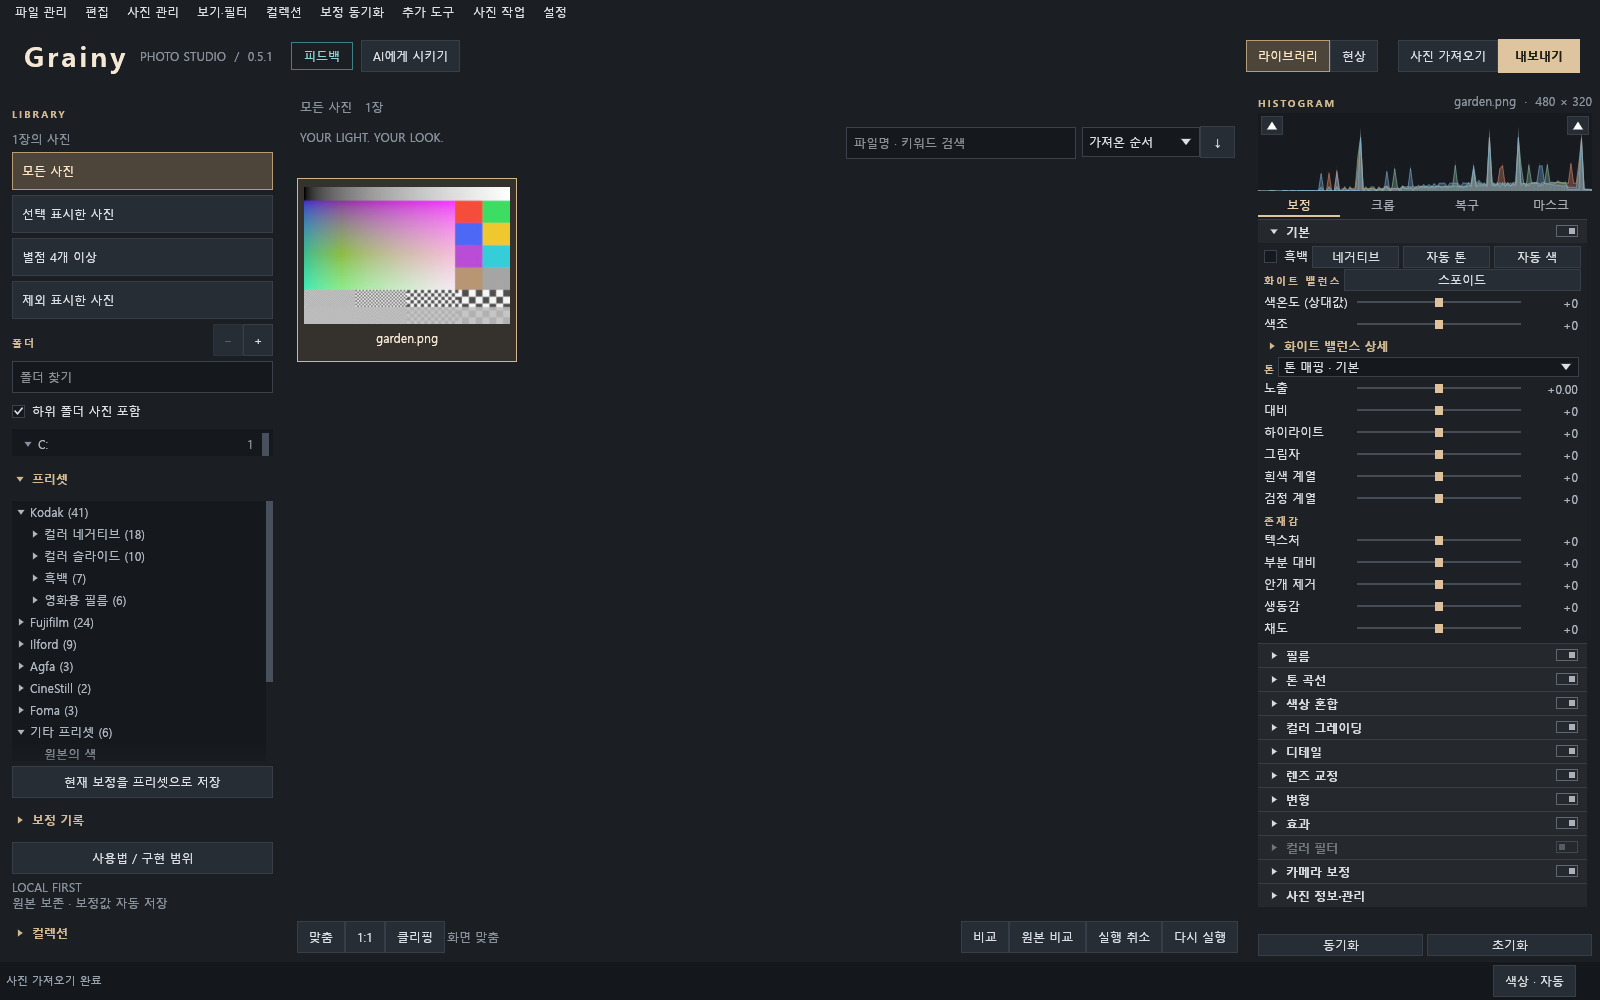 파일 관리 편집 사진 관리 보기·필터 컬렉션 보정 동기화 추가 도구 사진 작업 설정
Grainy PHOTO STUDIO / 0.5.1 피드백 AI에게 시키기 라이브러리 현상 사진 가져오기 내보내기
LIBRARY
1장의 사진
모든 사진
선택 표시한 사진
별점 4개 이상
제외 표시한 사진
폴더 − +
폴더 찾기
하위 폴더 사진 포함
C: 1
프리셋
Kodak (41)
컬러 네거티브 (18)
컬러 슬라이드 (10)
흑백 (7)
영화용 필름 (6)
Fujifilm (24)
Ilford (9)
Agfa (3)
CineStill (2)
Foma (3)
기타 프리셋 (6)
원본의 색
현재 보정을 프리셋으로 저장
보정 기록
사용법 / 구현 범위
LOCAL FIRST
원본 보존 · 보정값 자동 저장
컬렉션
모든 사진 1장
YOUR LIGHT. YOUR LOOK.
파일명 · 키워드 검색 가져온 순서 ↓
garden.png
맞춤 1:1 클리핑 화면 맞춤
비교 원본 비교 실행 취소 다시 실행
HISTOGRAM garden.png · 480 × 320
보정 크롭 복구 마스크
기본
흑백 네거티브 자동 톤 자동 색
화이트 밸런스 스포이드
색온도 (상대값) +0
색조 +0
화이트 밸런스 상세
톤 톤 매핑 · 기본
노출 +0.00
대비 +0
하이라이트 +0
그림자 +0
흰색 계열 +0
검정 계열 +0
존재감
텍스처 +0
부분 대비 +0
안개 제거 +0
생동감 +0
채도 +0
필름
톤 곡선
색상 혼합
컬러 그레이딩
디테일
렌즈 교정
변형
효과
컬러 필터
카메라 보정
사진 정보·관리
동기화 초기화
사진 가져오기 완료 색상 · 자동